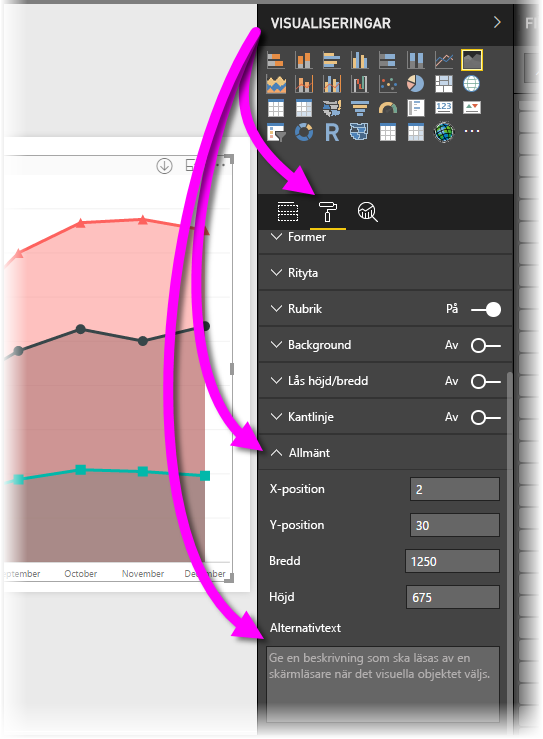 VISUALISERINGAR
R
123
Former
Rityta
Rubrik På
Background Av
Lås höjd/bredd Av
Kantlinje Av
Allmänt
X-position 2
Y-position 30
Bredd 1250
Höjd 675
Alternativtext
Ge en beskrivning som ska läsas av en
skärmläsare när det visuella objektet väljs.
October November December